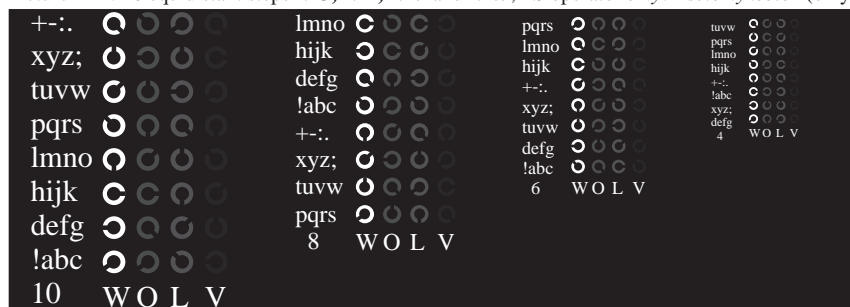 +-:.
xyz;
tuvw
pqrs
lmno
hijk
defg
!abc
10 W O L V
lmno
hijk
defg
!abc
+-:.
xyz;
tuvw
pqrs
8 W O L V
pqrs
lmno
hijk
+-:.
xyz;
tuvw
defg
!abc
6 W O L V
tuvw
pqrs
lmno
hijk
+-:.
!abc
xyz;
defg
4 W O L V